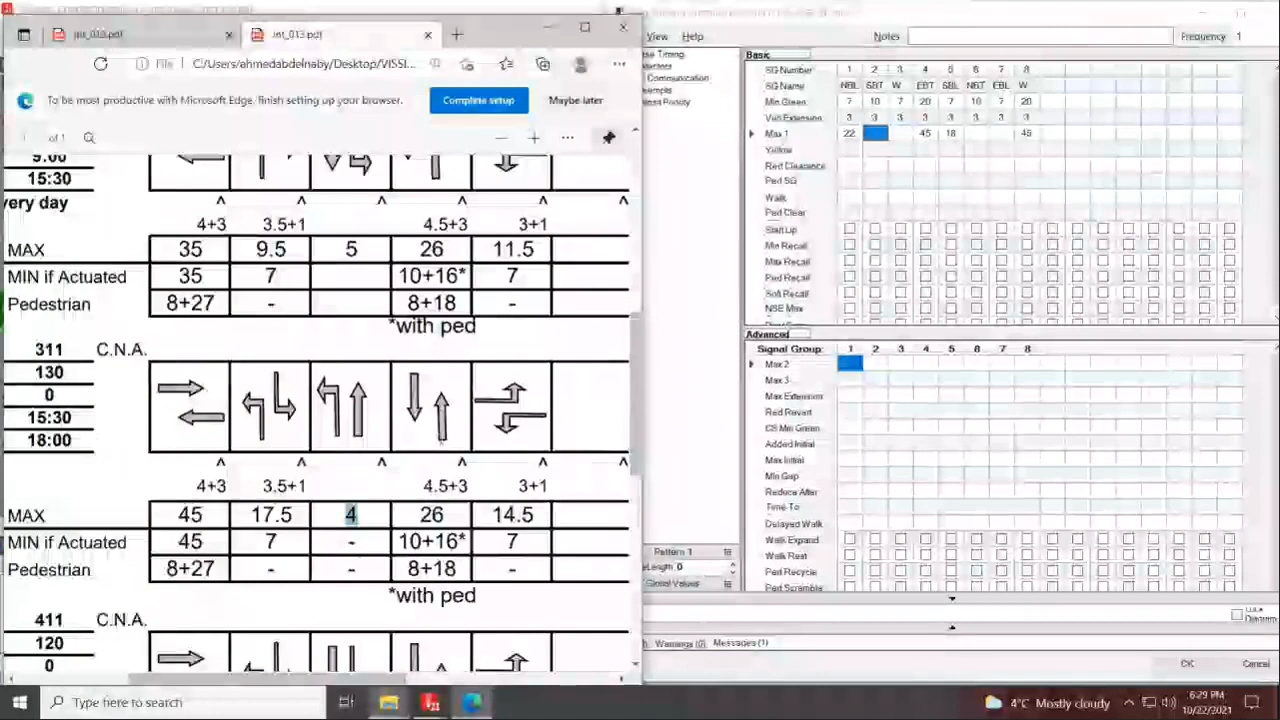 jnt_013.pdf
jnt_013.pdf
View Help
Notes
Frequency 1
File C:/Users/ahmedabdelnaby/Desktop/VISSI...
To be most productive with Microsoft Edge, finish setting up your browser.
Complete setup
Maybe later
of 1
9:00
15:30
very day
4+3 3.5+1 4.5+3 3+1
MAX 35 9.5 5 26 11.5
MIN if Actuated 35 7 10+16* 7
Pedestrian 8+27 - 8+18 -
*with ped
311 C.N.A.
130
0
15:30
18:00
4+3 3.5+1 4.5+3 3+1
MAX 45 17.5 4 26 14.5
MIN if Actuated 45 7 - 10+16* 7
Pedestrian 8+27 - - 8+18 -
*with ped
411 C.N.A.
120
0
Timing
Communication
Priority
Pattern 1
Length 0
Global Values
Basic
SG Number 1 2 3 4 5 6 7 8
SG Name NBL SBT W EBT SBL NBT EBL W
Min Green 7 10 7 20 7 10 7 20
Veh Extension 3 3 3 3 3 3 3 3
Max 1 22 45 18 45
Yellow
Red Clearance
Ped SG
Walk
Ped Clear
Start Up
Min Recall
Max Recall
Ped Recall
Soft Recall
NSE Max
Advanced
Signal Group: 1 2 3 4 5 6 7 8
Max 2
Max 3
Max Extension
Red Revert
CS Min Green
Added Initial
Max Initial
Min Gap
Reduce After
Time To
Delayed Walk
Walk Expand
Walk Rest
Ped Recycle
Ped Scramble
Diagram
Warnings (0) Messages (1)
OK Cancel
Type here to search
4°C Mostly cloudy
6:29 PM
10/22/2021